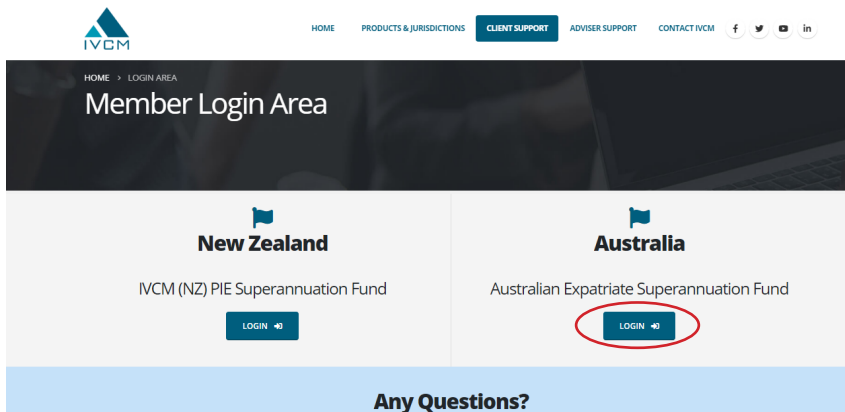 IVCM
HOME PRODUCTS & JURISDICTIONS CLIENT SUPPORT ADVISER SUPPORT CONTACT IVCM
HOME > LOGIN AREA
Member Login Area
New Zealand
IVCM (NZ) PIE Superannuation Fund
LOGIN
Australia
Australian Expatriate Superannuation Fund
LOGIN
Any Questions?